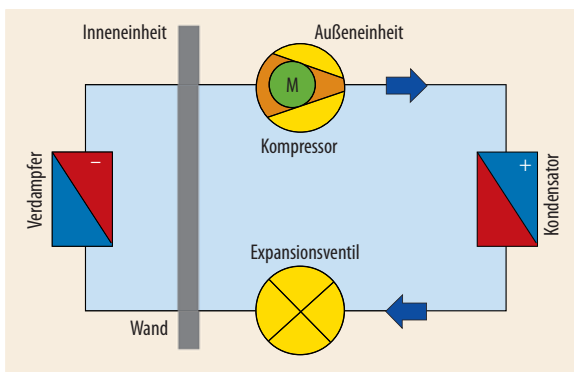 Inneneinheit
Außeneinheit
M
Kompressor
Verdampfer
−
+
Kondensator
Expansionsventil
Wand